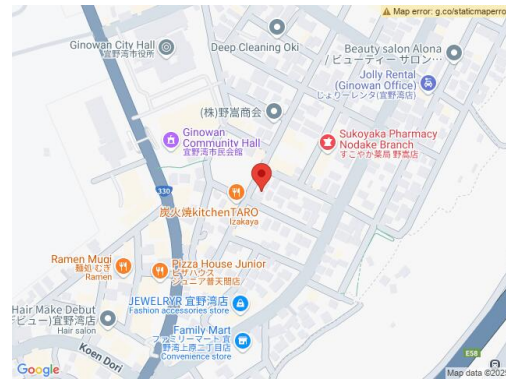 Map error: g.co/staticmaperro
Ginowan City Hall
宜野湾市役所
Deep Cleaning Oki
Beauty salon Alona
/ ビューティー サロン…
Jolly Rental
(Ginowan Office)
じょりーレンタ(宜野湾店)
(株)野嵩商会
Ginowan
Community Hall
宜野湾市民会館
Sukoyaka Pharmacy
Nodake Branch
すこやか薬局 野嵩店
330
炭火焼kitchenTARO
Izakaya
Ramen Mugi
麺処 むぎ
Ramen
Pizza House Junior
ピザハウス
ジュニア普天間店
JEWELRYR 宜野湾店
Fashion accessories store
Hair Make Debut
ビュー)宜野湾店
Hair salon
Family Mart
ファミリーマート 宜
野湾上原二丁目店
Convenience store
Koen Dori
E58
Google
Map data ©2025